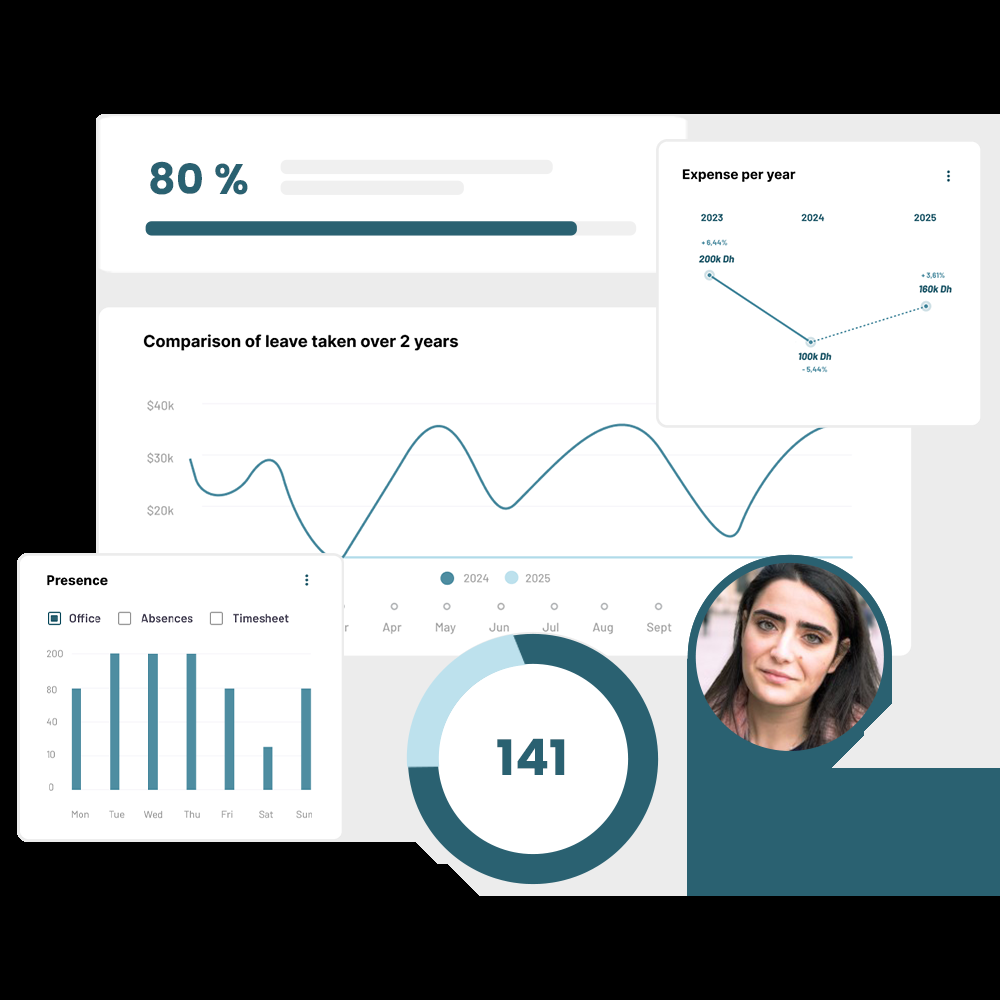 80 %
Expense per year
2023 2024 2025
+ 6,44%
200k Dh
+ 3,61%
160k Dh
100k Dh
- 5,44%
Comparison of leave taken over 2 years
$40k
$30k
$20k
2024 2025
r Apr May Jun Jul Aug Sept
Presence
Office Absences Timesheet
200
80
40
10
0
Mon Tue Wed Thu Fri Sat Sun
141